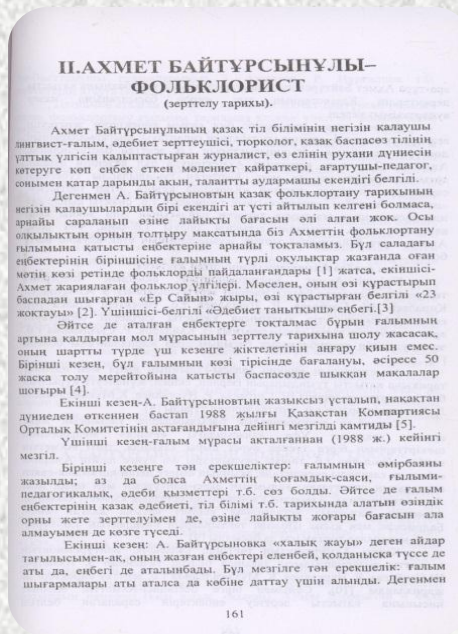 ІІ.АХМЕТ БАЙТҰРСЫНҰЛЫ–
ФОЛЬКЛОРИСТ
(зерттелу тарихы).
Ахмет Байтұрсынұлының қазақ тіл білімінің негізін қалаушы
лингвист-ғалым, әдебиет зерттеушісі, тюрколог, қазақ баспасөз тілінің
ұлттық үлгісін қалыптастырған журналист, өз елінің рухани дүниесін
көтеруге көп еңбек еткен мәдениет қайраткері, ағартушы-педагог,
сонымен қатар дарынды ақын, талантты аудармашы екендігі белгілі.
Дегенмен А. Байтұрсыновтың қазақ фольклортану тарихының
негізін қалаушылардың бірі екендігі ат үсті айтылып келгені болмаса,
арнайы сараланып өзіне лайықты бағасын әлі алған жоқ. Осы
олқылықтың орнын толтыру мақсатында біз Ахметтің фольклортану
ғылымына қатысты еңбектеріне арнайы тоқталамыз. Бұл саладағы
еңбектерінің біріншісіне ғалымның түрлі оқулықтар жазғанда оған
мәтін көзі ретінде фольклорды пайдаланғандары [1] жатса, екіншісі-
Ахмет жариялаған фольклор үлгілері. Мәселен, оның өзі құрастырып
баспадан шығарған «Ер Сайын» жыры, өзі құрастырған белгілі «23
жоқтауы» [2]. Үшіншісі-белгілі «Әдебиет танытқыш» еңбегі.[3]
Әйтсе де аталған еңбектерге тоқталмас бұрын ғалымның
артына қалдырған мол мұрасының зерттелу тарихына шолу жасасақ,
оның шартты түрде үш кезеңге жіктелетінін аңғару қиын емес.
Бірінші кезең, бұл ғалымның көзі тірісінде бағалануы, әсіресе 50
жасқа толу мерейтойына қатысты баспасөзде шыққан мақалалар
шоғыры [4].
Екінші кезең-А. Байтұрсыновтың жазықсыз ұсталып, нақақтан
дүниеден өткеннен бастап 1988 жылғы Қазақстан Компартиясы
Орталық Комитетінің ақтағандығына дейінгі мезгілді қамтиды [5].
Үшінші кезең-ғалым мұрасы ақталғаннан (1988 ж.) кейінгі
мезгіл.
Бірінші кезеңге тән ерекшеліктер: ғалымның өмірбаяны
жазылды; аз да болса Ахметтің қоғамдық-саяси, ғылыми-
педагогикалық, әдеби қызметтері т.б. сөз болды. Әйтсе де ғалым
еңбектерінің қазақ әдебиеті, тіл білімі т.б. тарихында алатын өзіндік
орны жете зерттелуімен де, өзіне лайықты жоғары бағасын ала
алмауымен де көзге түседі.
Екінші кезең: А. Байтұрсыновқа «халық жауы» деген айдар
тағылысымен-ақ, оның жазған еңбектері еленбей, қолданысқа түссе де
аты да, еңбегі де аталынбады. Бұл мезгілге тән ерекшелік: ғалым
шығармалары аты аталса да көбіне даттау үшін алынды. Дегенмен
161